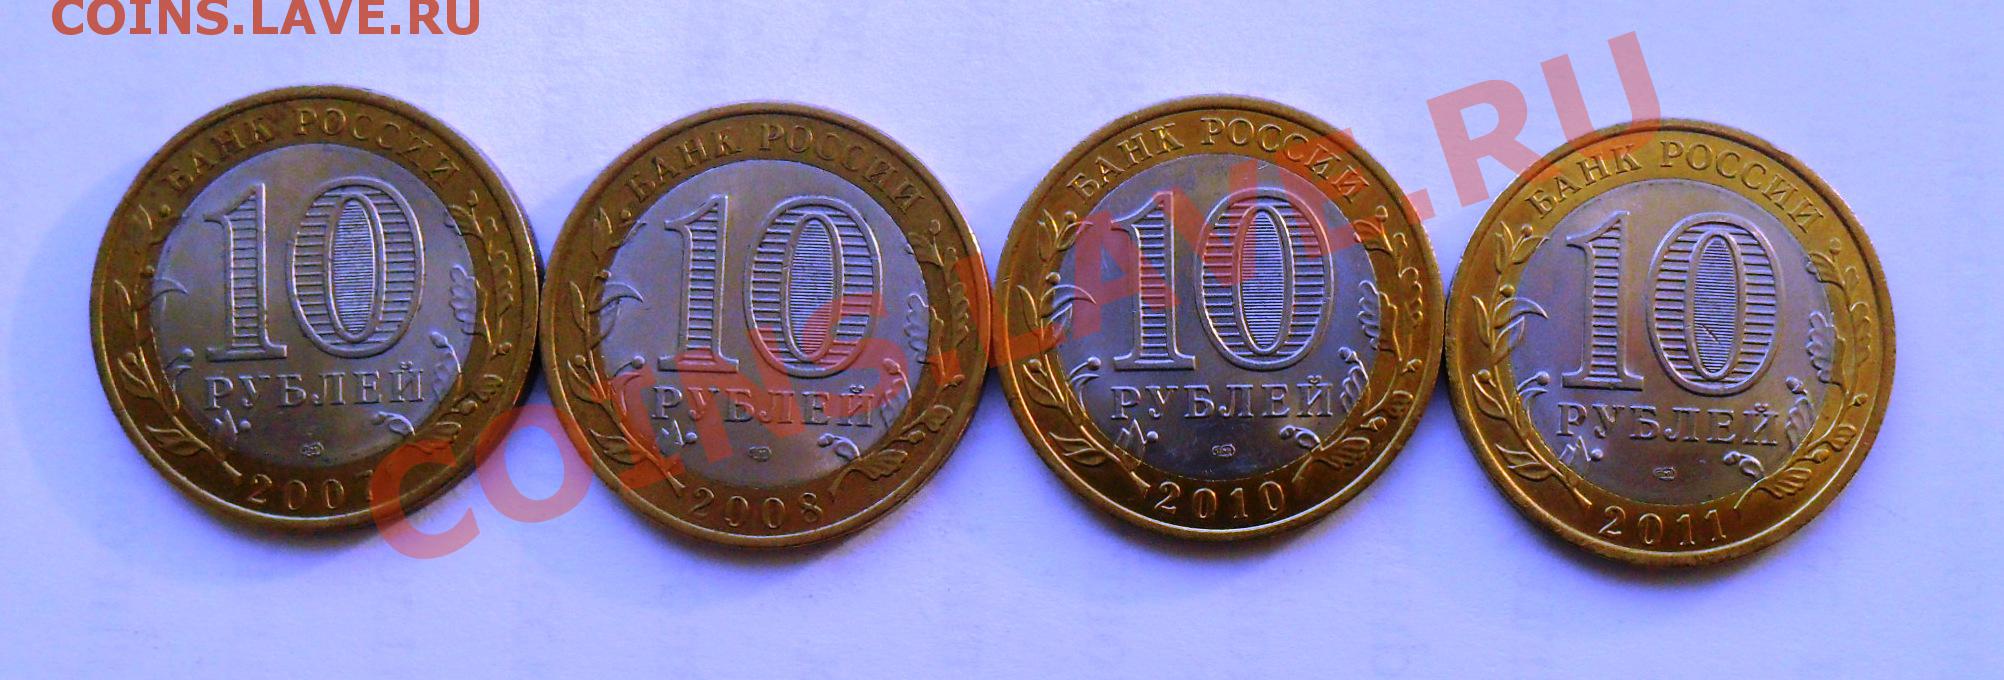 COINS.LAVE.RU
БАНК РОССИИ
10
РУБЛЕЙ
2007
БАНК РОССИИ
10
РУБЛЕЙ
2008
БАНК РОССИИ
10
РУБЛЕЙ
2010
БАНК РОССИИ
10
РУБЛЕЙ
2011
COINS.LAVE.RU